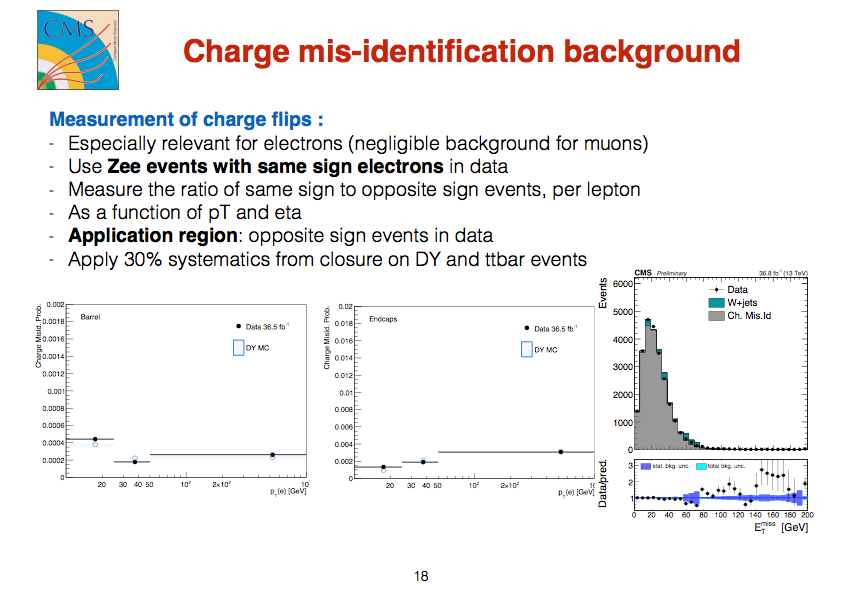 CMS
Charge mis-identification background
Measurement of charge flips :
- Especially relevant for electrons (negligible background for muons)
- Use Zee events with same sign electrons in data
- Measure the ratio of same sign to opposite sign events, per lepton
- As a function of pT and eta
- Application region: opposite sign events in data
- Apply 30% systematics from closure on DY and ttbar events
Charge MisId. Prob.
0.002
0.0018
0.0016
0.0014
0.0012
0.001
0.0008
0.0006
0.0004
0.0002
0
Barrel
Data 36.5 fb⁻¹
DY MC
20 30 40 50 10² 2×10² 10
p_T(e) [GeV]
Charge MisId. Prob.
0.02
0.018
0.016
0.014
0.012
0.01
0.008
0.006
0.004
0.002
0
Endcaps
Data 36.5 fb⁻¹
DY MC
20 30 40 50 10² 2×10² 10
p_T(e) [GeV]
CMS Preliminary 36.8 fb⁻¹ (13 TeV)
Events
6000
5000
4000
3000
2000
1000
0
Data
W+jets
Ch. Mis.Id
Data/pred.
3
2
1
stat. bkg. unc. total bkg. unc.
0 20 40 60 80 100 120 140 160 180 200
E_T^miss [GeV]
18